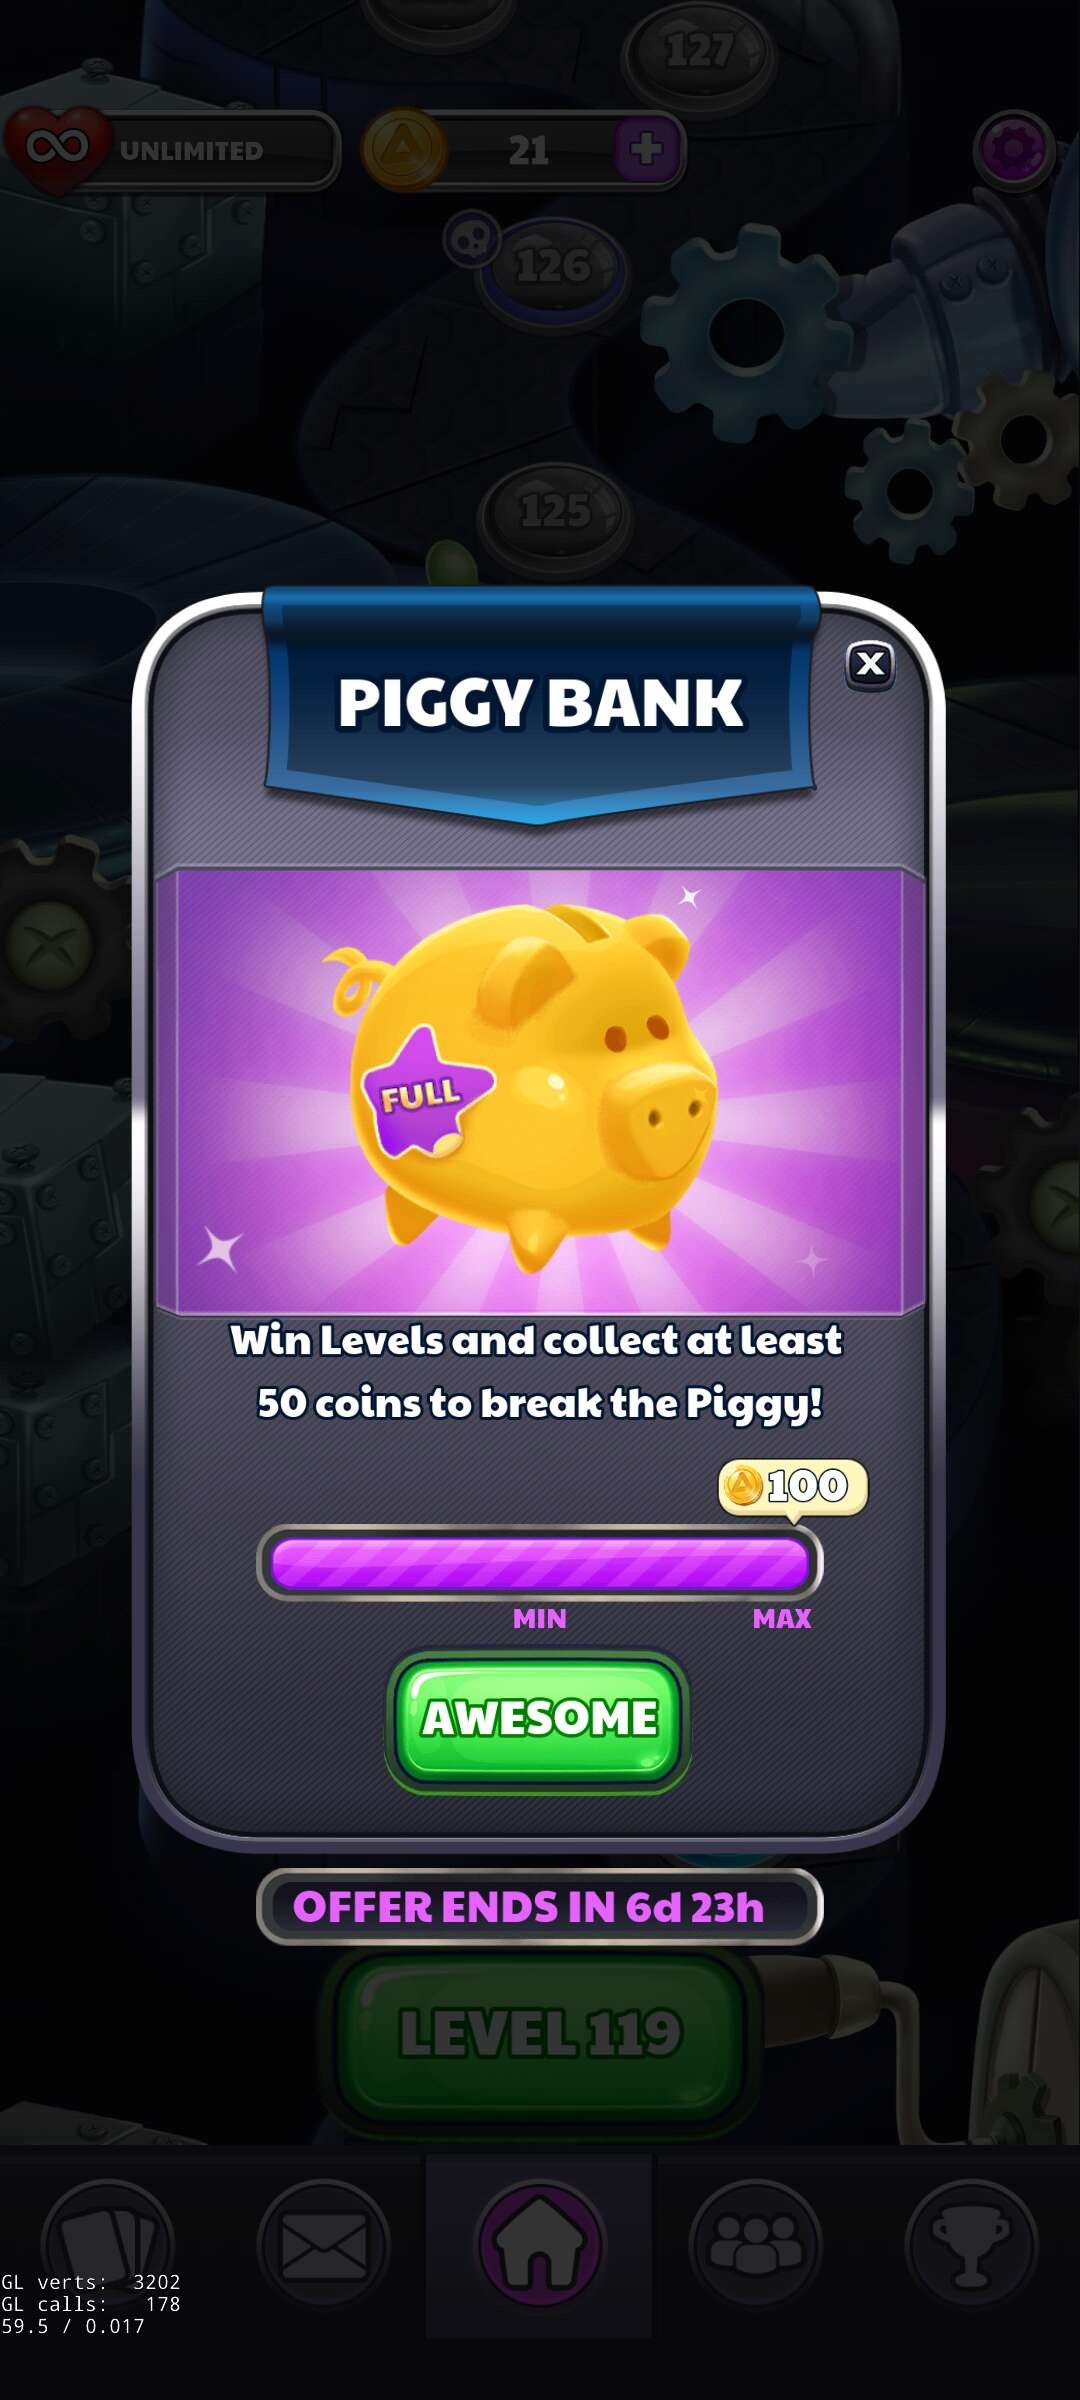 127
UNLIMITED
21
126
125
PIGGY BANK
X
FULL
Win Levels and collect at least
50 coins to break the Piggy!
100
MIN MAX
AWESOME
OFFER ENDS IN 6d 23h
LEVEL 119
GL verts: 3202
GL calls: 178
59.5 / 0.017